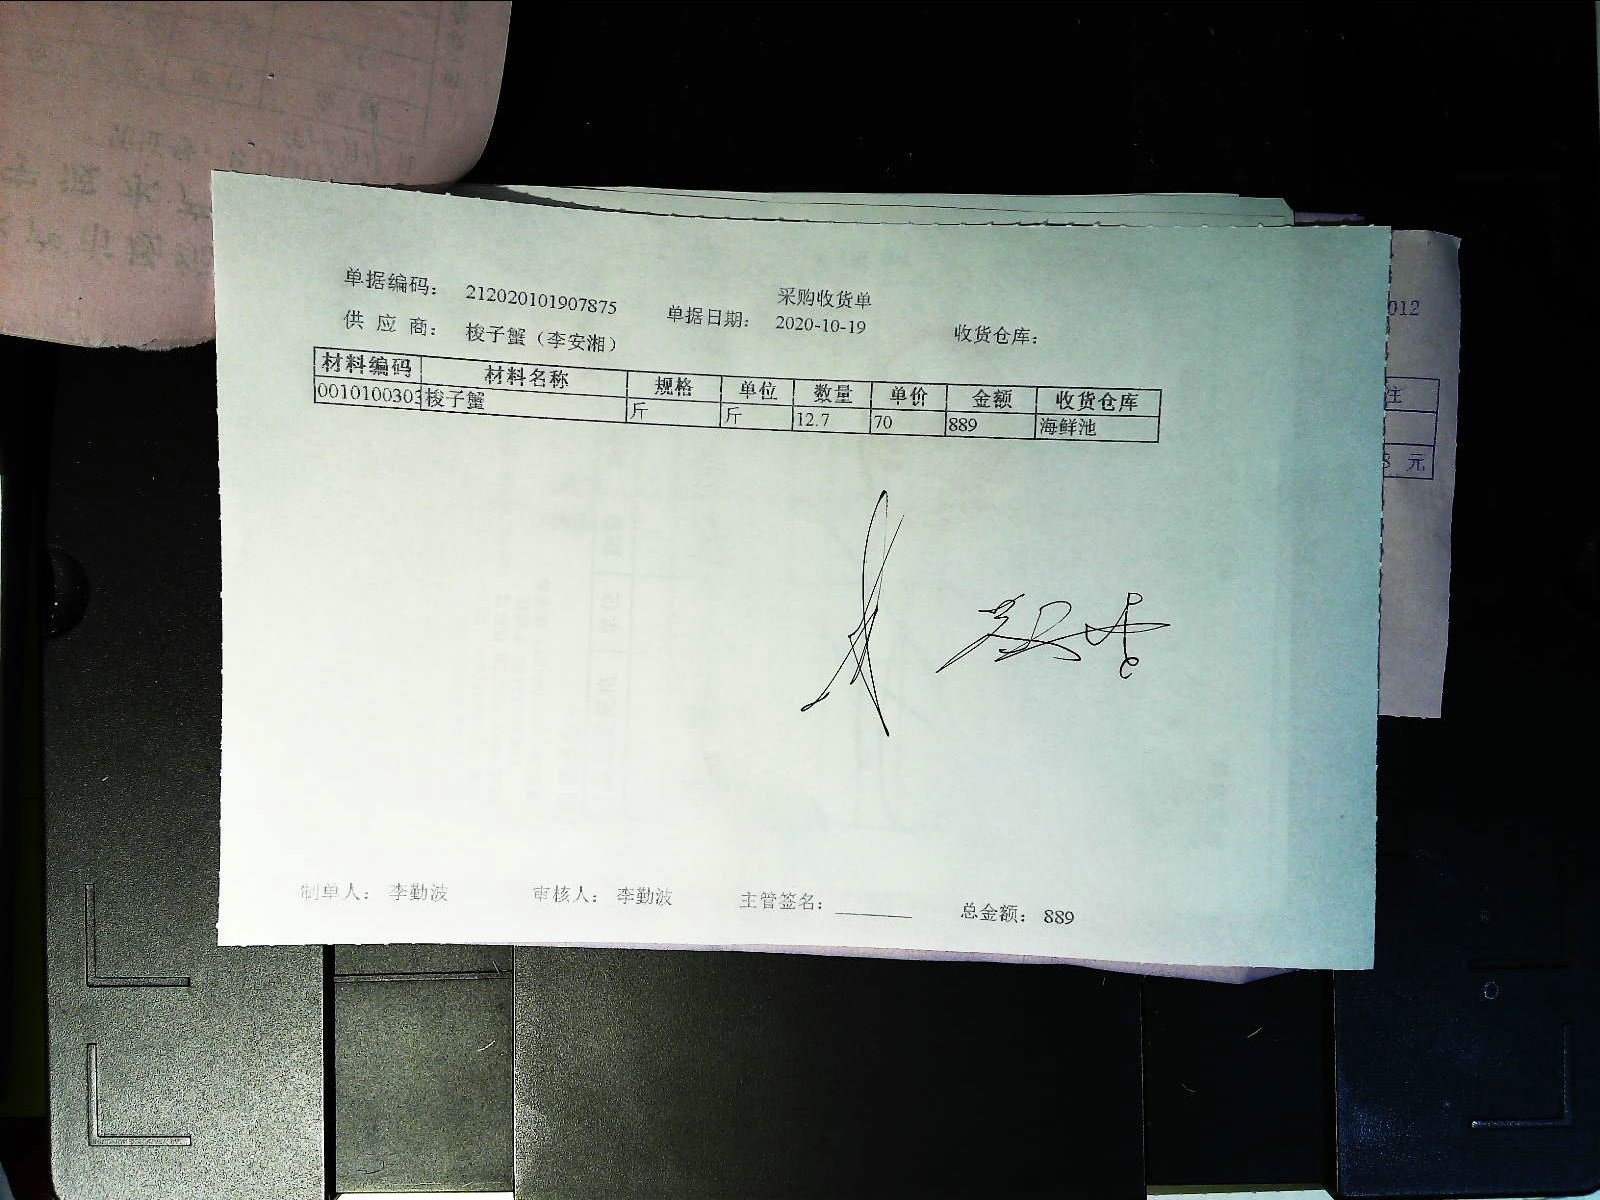 采购收货单
单据编码： 212020101907875 单据日期： 2020-10-19 收货仓库：
供 应 商： 梭子蟹（李安湘）
材料编码 材料名称 规格 单位 数量 单价 金额 收货仓库
0010100303 梭子蟹 斤 斤 12.7 70 889 海鲜池
制单人： 李勤波 审核人： 李勤波 主管签名： 总金额： 889
012
注
元